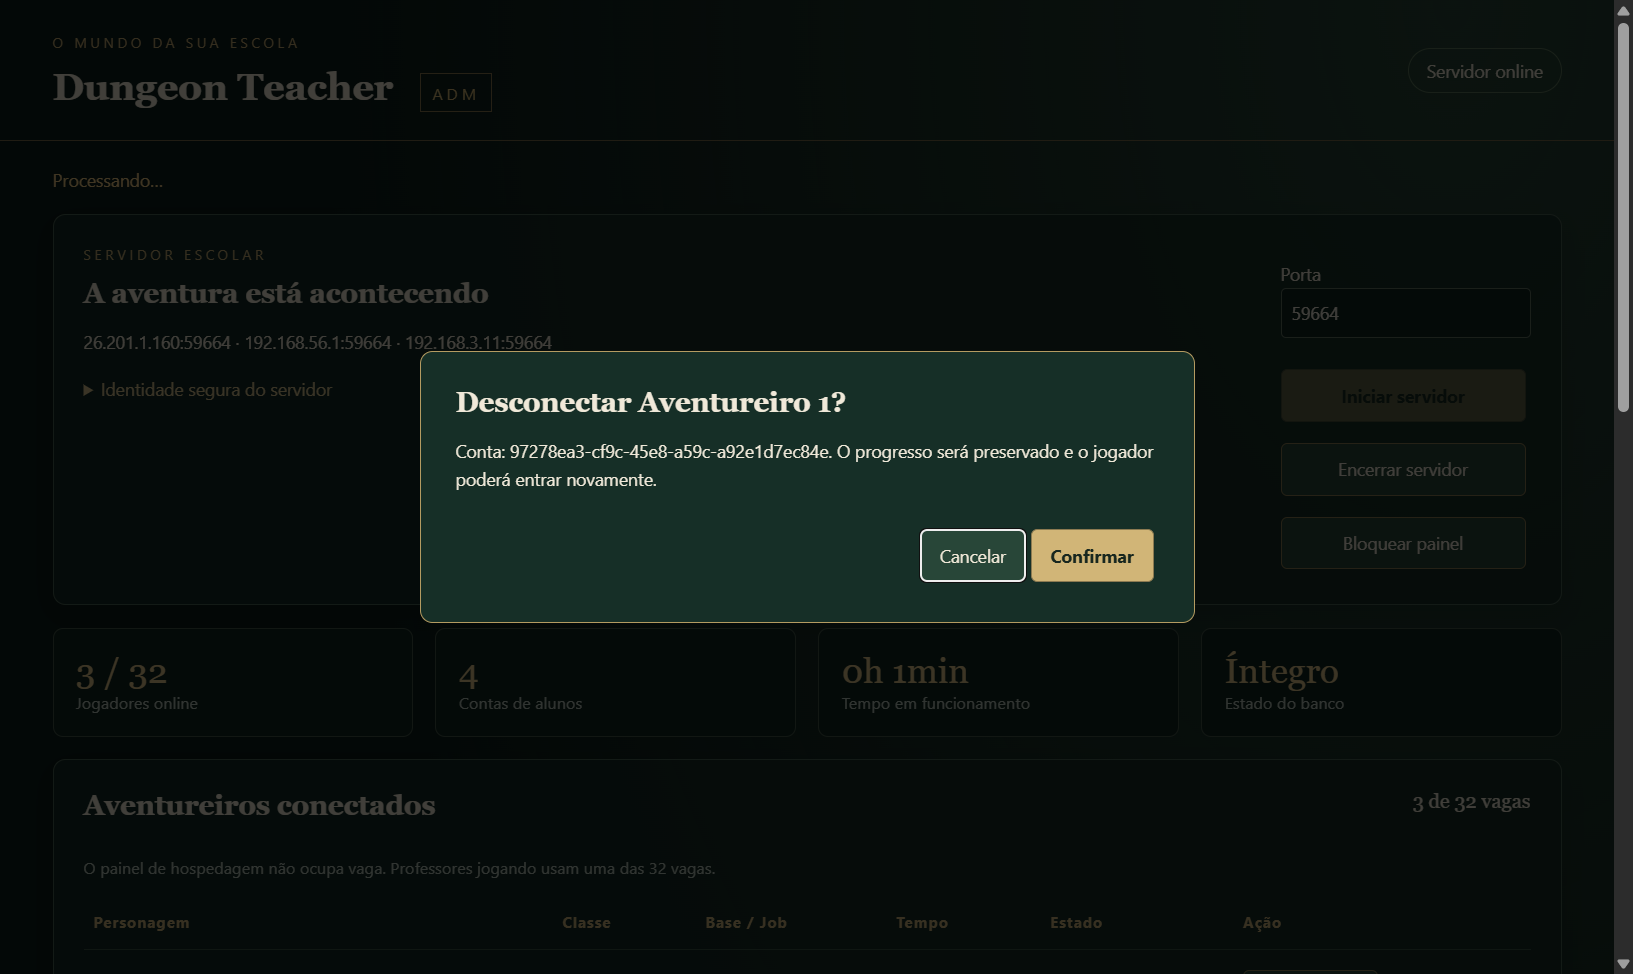 O MUNDO DA SUA ESCOLA
Dungeon Teacher
ADM
Servidor online
Processando...
SERVIDOR ESCOLAR
A aventura está acontecendo
26.201.1.160:59664 · 192.168.56.1:59664 · 192.168.3.11:59664
Identidade segura do servidor
Porta
59664
Iniciar servidor
Encerrar servidor
Bloquear painel
Desconectar Aventureiro 1?
Conta: 97278ea3-cf9c-45e8-a59c-a92e1d7ec84e. O progresso será preservado e o jogador
poderá entrar novamente.
Cancelar
Confirmar
3 / 32
Jogadores online
4
Contas de alunos
0h 1min
Tempo em funcionamento
Íntegro
Estado do banco
Aventureiros conectados
3 de 32 vagas
O painel de hospedagem não ocupa vaga. Professores jogando usam uma das 32 vagas.
Personagem Classe Base / Job Tempo Estado Ação